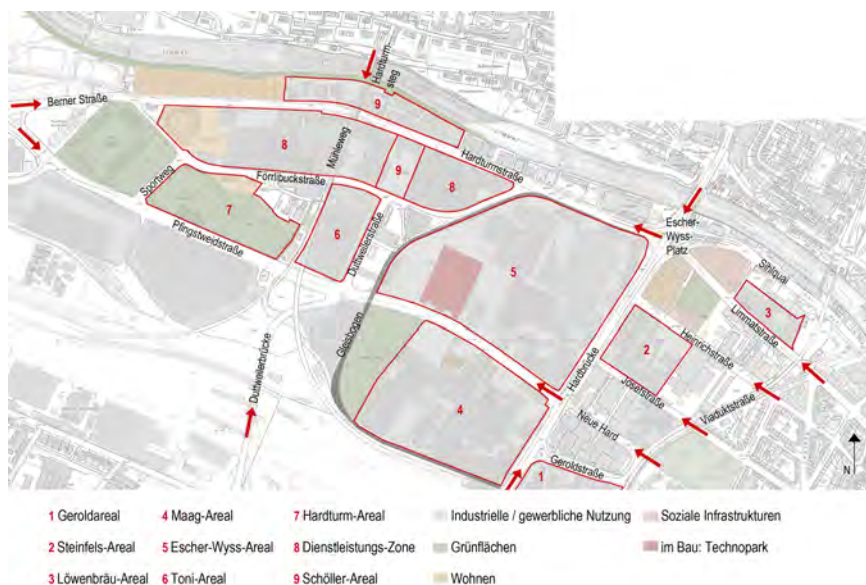 Hardturm-
steg
Berner Straße
9
8
Mühleweg
9
8
Hardturmstraße
Sportweg
Förrlibuckstraße
7
Pfingstweidstraße
6
Duttweilerstraße
Escher-
Wyss-
Platz
Sihlquai
5
3
Limmatstraße
Gleisbogen
2
Heinrichstraße
Duttweilerbrücke
Hardbrücke
Josefstraße
Viaduktstraße
4
Neue Hard
Geroldstraße
1
N
1 Geroldareal
4 Maag-Areal
7 Hardturm-Areal
Industrielle / gewerbliche Nutzung
Soziale Infrastrukturen
2 Steinfels-Areal
5 Escher-Wyss-Areal
8 Dienstleistungs-Zone
Grünflächen
im Bau: Technopark
3 Löwenbräu-Areal
6 Toni-Areal
9 Schöller-Areal
Wohnen